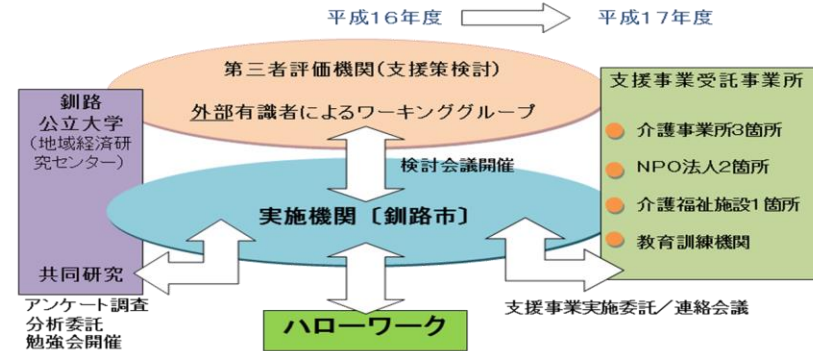 平成16年度
平成17年度
第三者評価機関(支援策検討)
外部有識者によるワーキンググループ
釧路
公立大学
(地域経済研
究センター)
共同研究
アンケート調査
分析委託
勉強会開催
検討会議開催
実施機関〔釧路市〕
ハローワーク
支援事業受託事業所
介護事業所3箇所
NPO法人2箇所
介護福祉施設1箇所
教育訓練機関
支援事業実施委託/連絡会議